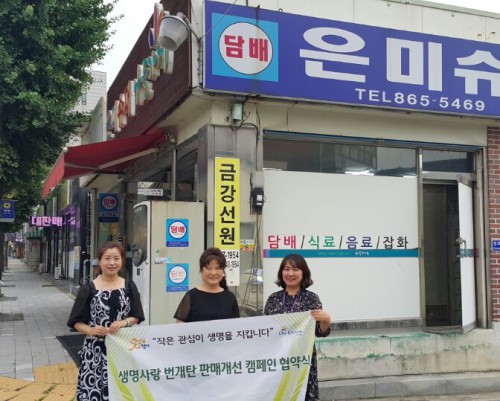 담배
은미슈
TEL 865-5469
금강선원
담배/식료/음료/잡화
담배
"작은 관심이 생명을 지킵니다"
생명사랑 번개탄 판매개선 캠페인 협약식